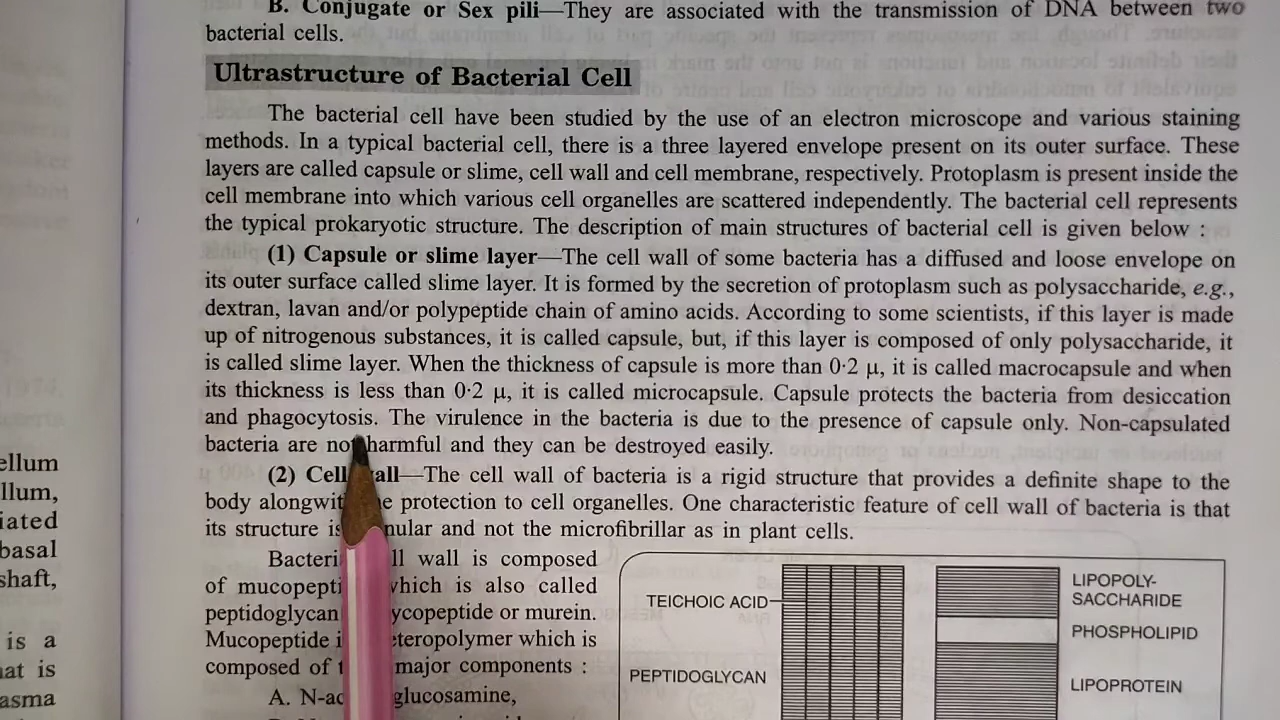 B. Conjugate or Sex pili—They are associated with the transmission of DNA between two
bacterial cells.
Ultrastructure of Bacterial Cell
The bacterial cell have been studied by the use of an electron microscope and various staining
methods. In a typical bacterial cell, there is a three layered envelope present on its outer surface. These
layers are called capsule or slime, cell wall and cell membrane, respectively. Protoplasm is present inside the
cell membrane into which various cell organelles are scattered independently. The bacterial cell represents
the typical prokaryotic structure. The description of main structures of bacterial cell is given below :
(1) Capsule or slime layer—The cell wall of some bacteria has a diffused and loose envelope on
its outer surface called slime layer. It is formed by the secretion of protoplasm such as polysaccharide, e.g.,
dextran, lavan and/or polypeptide chain of amino acids. According to some scientists, if this layer is made
up of nitrogenous substances, it is called capsule, but, if this layer is composed of only polysaccharide, it
is called slime layer. When the thickness of capsule is more than 0·2 μ, it is called macrocapsule and when
its thickness is less than 0·2 μ, it is called microcapsule. Capsule protects the bacteria from desiccation
and phagocytosis. The virulence in the bacteria is due to the presence of capsule only. Non-capsulated
bacteria are not harmful and they can be destroyed easily.
(2) Cell wall—The cell wall of bacteria is a rigid structure that provides a definite shape to the
body protection to cell organelles. One characteristic feature of cell wall of bacteria is that
its structure is and not the microfibrillar as in plant cells.
wall is composed
of which is also called
peptidoglycan or murein.
Mucopeptide which is
composed of major components :
A. glucosamine,
TEICHOIC ACID
PEPTIDOGLYCAN
LIPOPOLY-
SACCHARIDE
PHOSPHOLIPID
LIPOPROTEIN
ellum
llum,
iated
basal
shaft,
is a
at is
asma